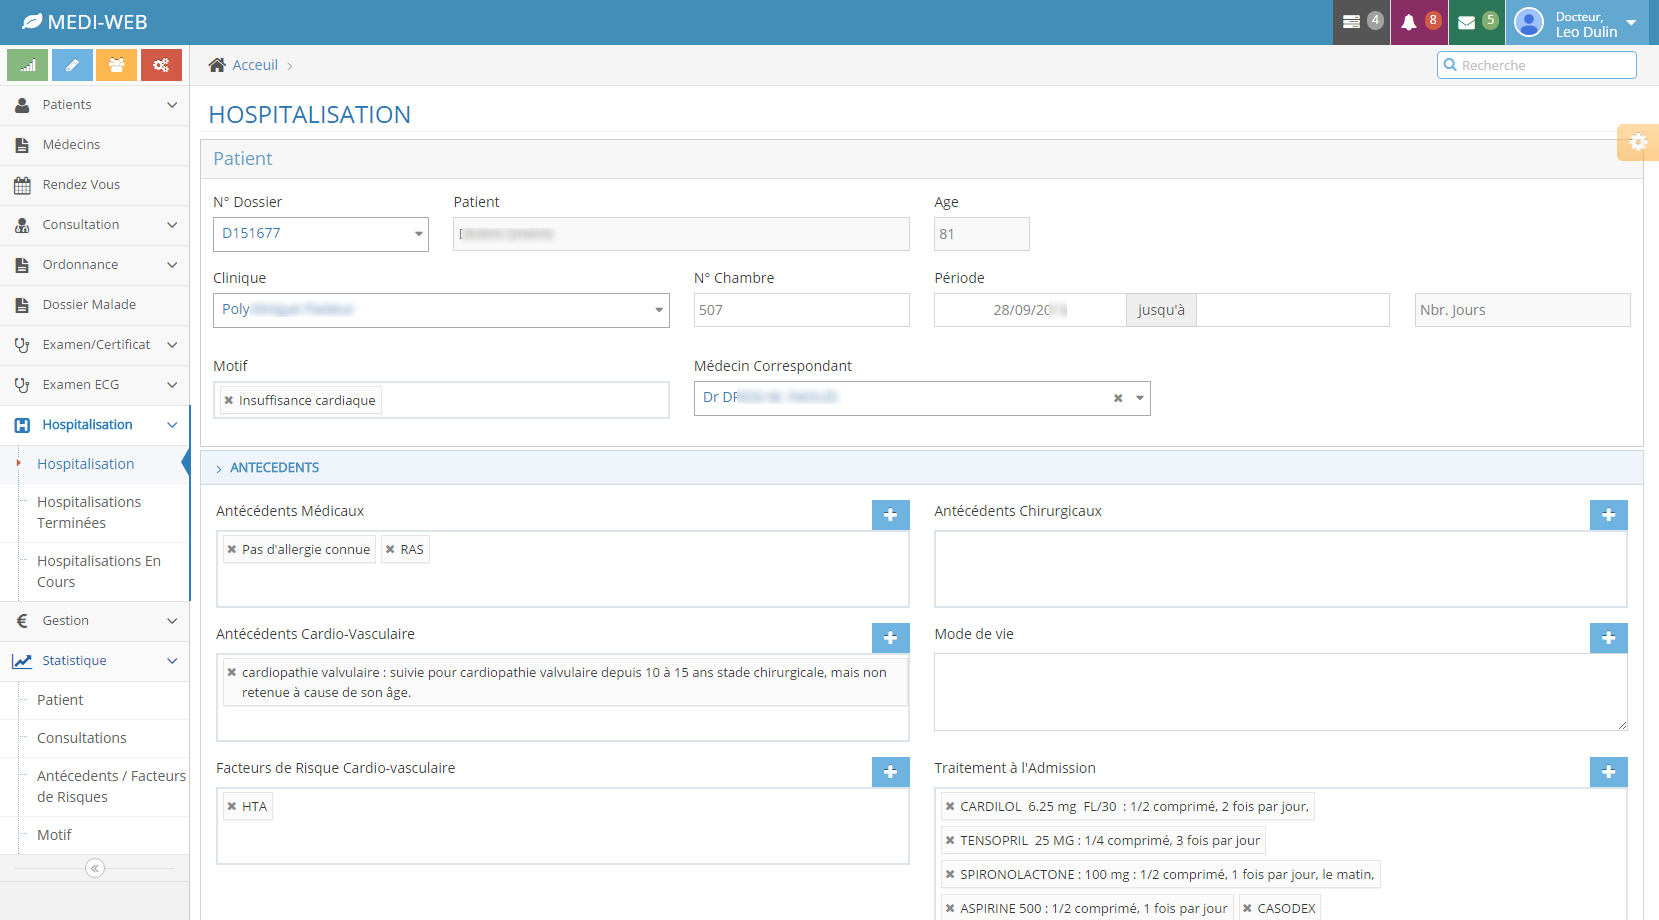 MEDI-WEB
4
8
5
Docteur,
Leo Dulin
Acceuil
Recherche
Patients
Médecins
Rendez Vous
Consultation
Ordonnance
Dossier Malade
Examen/Certificat
Examen ECG
Hospitalisation
Hospitalisation
Hospitalisations
Terminées
Hospitalisations En
Cours
Gestion
Statistique
Patient
Consultations
Antécedents / Facteurs
de Risques
Motif
HOSPITALISATION
Patient
N° Dossier
Patient
Age
D151677
81
Clinique
N° Chambre
Période
Poly
507
28/09/20
jusqu'à
Nbr. Jours
Motif
Médecin Correspondant
Insuffisance cardiaque
Dr
ANTECEDENTS
Antécédents Médicaux
Antécédents Chirurgicaux
Pas d'allergie connue
RAS
Antécédents Cardio-Vasculaire
Mode de vie
cardiopathie valvulaire : suivie pour cardiopathie valvulaire depuis 10 à 15 ans stade chirurgicale, mais non
retenue à cause de son âge.
Facteurs de Risque Cardio-vasculaire
Traitement à l'Admission
HTA
CARDILOL 6.25 mg FL/30 : 1/2 comprimé, 2 fois par jour,
TENSOPRIL 25 MG : 1/4 comprimé, 3 fois par jour
SPIRONOLACTONE : 100 mg : 1/2 comprimé, 1 fois par jour, le matin,
ASPIRINE 500 : 1/2 comprimé, 1 fois par jour
CASODEX